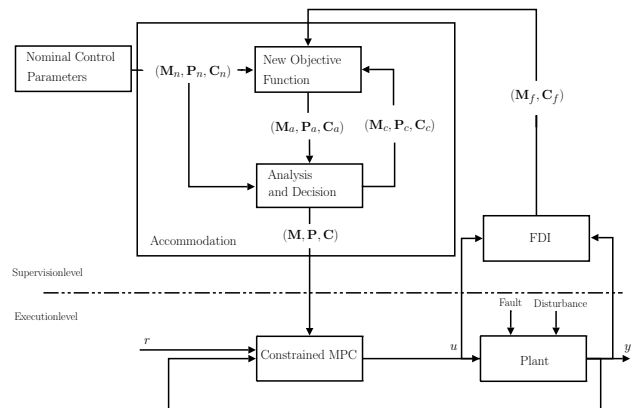 Nominal Control
Parameters
(M_n, P_n, C_n)
New Objective
Function
(M_f, C_f)
(M_a, P_a, C_a)
(M_c, P_c, C_c)
Analysis
and Decision
(M, P, C)
Accommodation
FDI
Supervisionlevel
Executionlevel
Fault
Disturbance
r
Constrained MPC
u
Plant
y